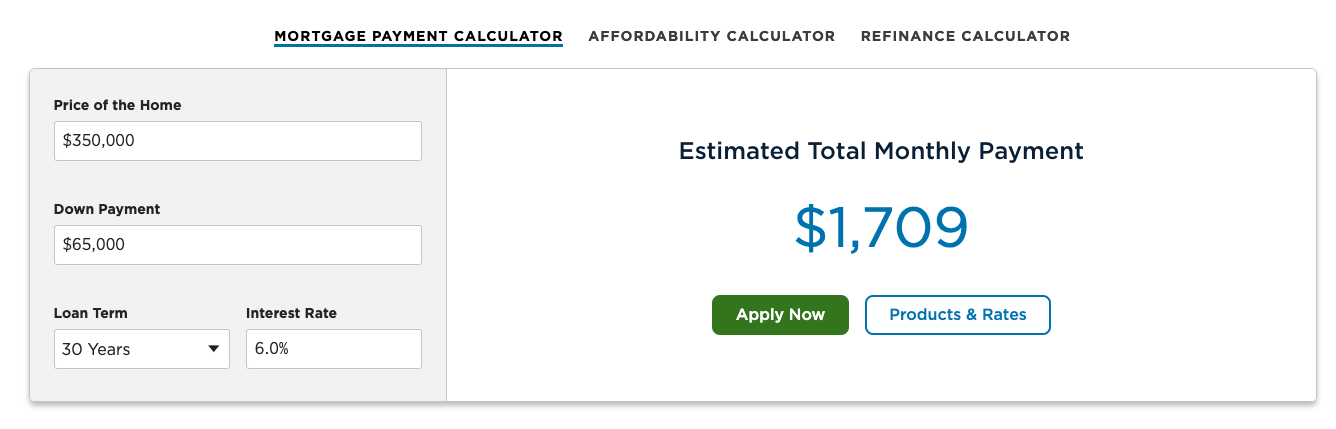 MORTGAGE PAYMENT CALCULATOR AFFORDABILITY CALCULATOR REFINANCE CALCULATOR
Price of the Home
$350,000
Down Payment
$65,000
Loan Term Interest Rate
30 Years 6.0%
Estimated Total Monthly Payment
$1,709
Apply Now Products & Rates